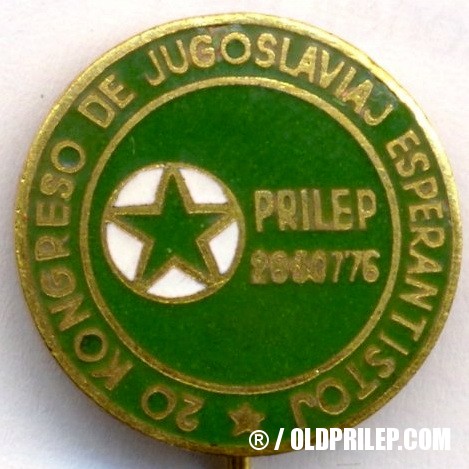 20 KONGRESO DE JUGOSLAVIAJ ESPERANTISTOJ
PRILEP
® / OLDPRILEP.COM